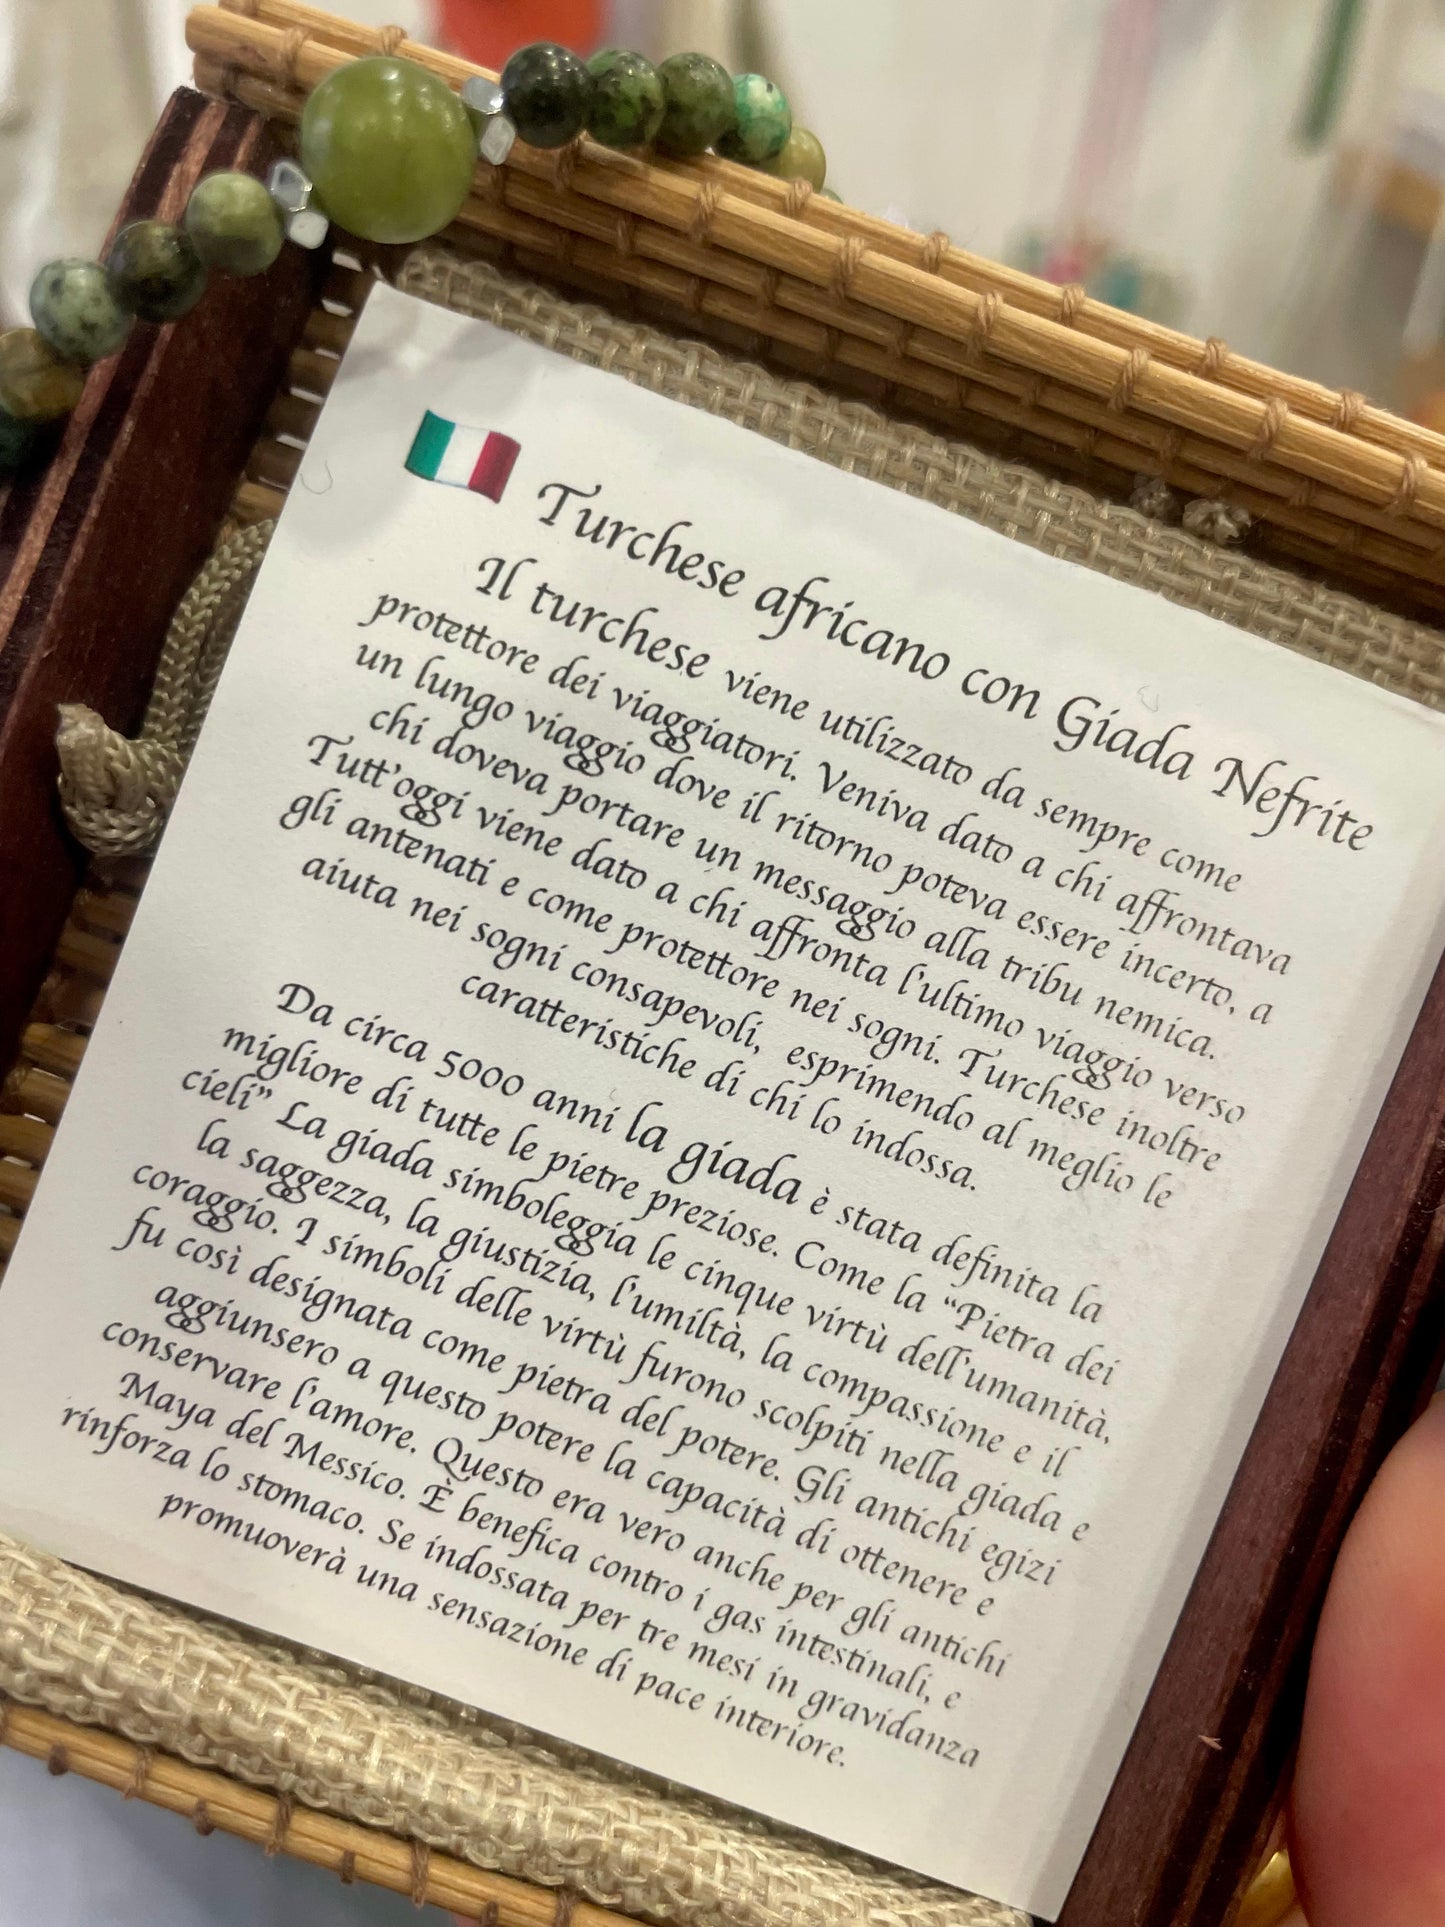 Turchese africano con Giada Nefrite
Il turchese viene utilizzato da sempre come
protettore dei viaggiatori. Veniva dato a chi affrontava
un lungo viaggio dove il ritorno poteva essere incerto, a
chi doveva portare un messaggio alla tribu nemica.
Tutt'oggi viene dato a chi affronta l'ultimo viaggio verso
gli antenati e come protettore nei sogni. Turchese inoltre
aiuta nei sogni consapevoli, esprimendo al meglio le
caratteristiche di chi lo indossa.
Da circa 5000 anni la giada è stata definita la
migliore di tutte le pietre preziose. Come la “Pietra dei
cieli” La giada simboleggia le cinque virtù dell'umanità,
la saggezza, la giustizia, l'umiltà, la compassione e il
coraggio. I simboli delle virtù furono scolpiti nella giada e
fu così designata come pietra del potere. Gli antichi egizi
aggiunsero a questo potere la capacità di ottenere e
conservare l'amore. Questo era vero anche per gli antichi
Maya del Messico. È benefica contro i gas intestinali, e
rinforza lo stomaco. Se indossata per tre mesi in gravidanza
promuoverà una sensazione di pace interiore.